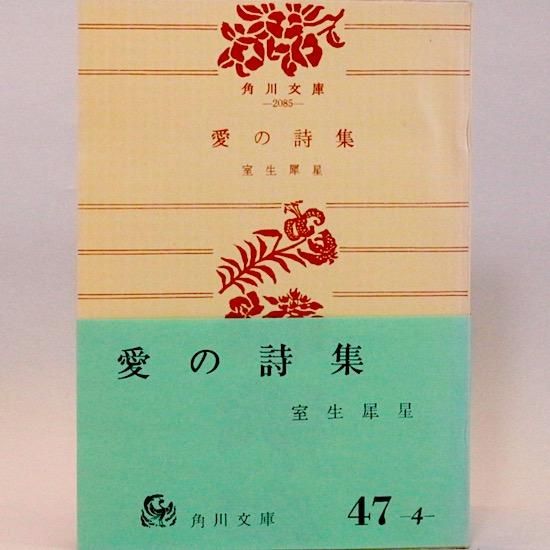 角川文庫
—2085—
愛の詩集
室生犀星
愛の詩集
室生犀星
角川文庫
47 —4—